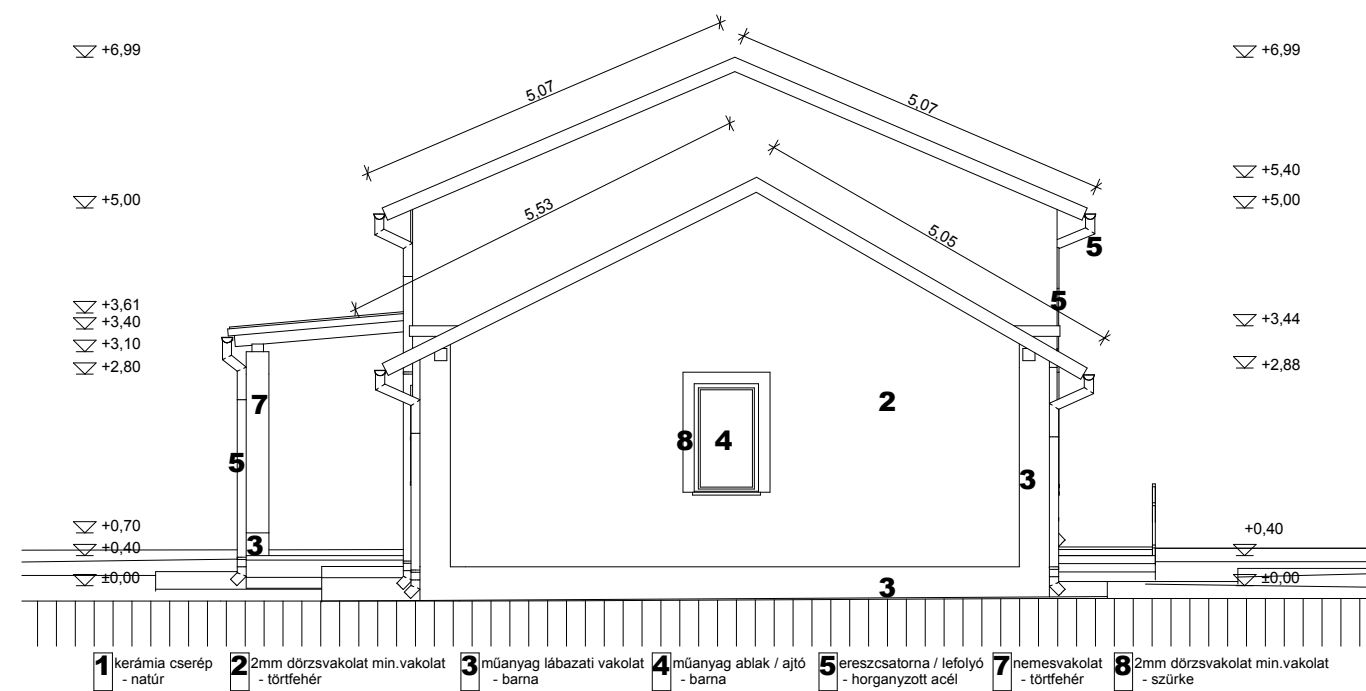 +6,99
+6,99
5,07
5,07
+5,40
+5,00
+5,00
5,53
5,05
5
5
+3,61
+3,40
+3,44
+3,10
+2,80
+2,88
7
2
8
4
5
3
+0,70
+0,40
+0,40
3
±0,00
±0,00
3
1 kerámia cserép
- natúr
2 2mm dörzsvakolat min.vakolat
- törtfehér
3 műanyag lábazati vakolat
- barna
4 műanyag ablak / ajtó
- barna
5 ereszcsatorna / lefolyó
- horganyzott acél
7 nemesvakolat
- törtfehér
8 2mm dörzsvakolat min.vakolat
- szürke